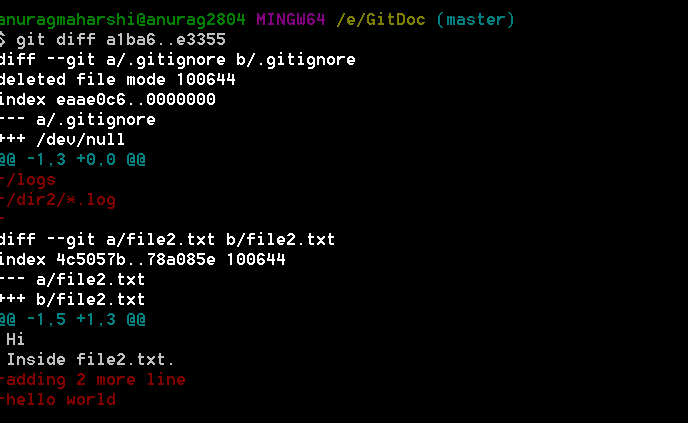 anuragmaharshi@anurag2804 MINGW64 /e/GitDoc (master)
$ git diff a1ba6..e3355
diff --git a/.gitignore b/.gitignore
deleted file mode 100644
index eaae0c6..0000000
--- a/.gitignore
+++ /dev/null
@@ -1,3 +0,0 @@
-/logs
-/dir2/*.log
-
diff --git a/file2.txt b/file2.txt
index 4c5057b..78a085e 100644
--- a/file2.txt
+++ b/file2.txt
@@ -1,5 +1,3 @@
 Hi
 Inside file2.txt.
-adding 2 more line
-hello world